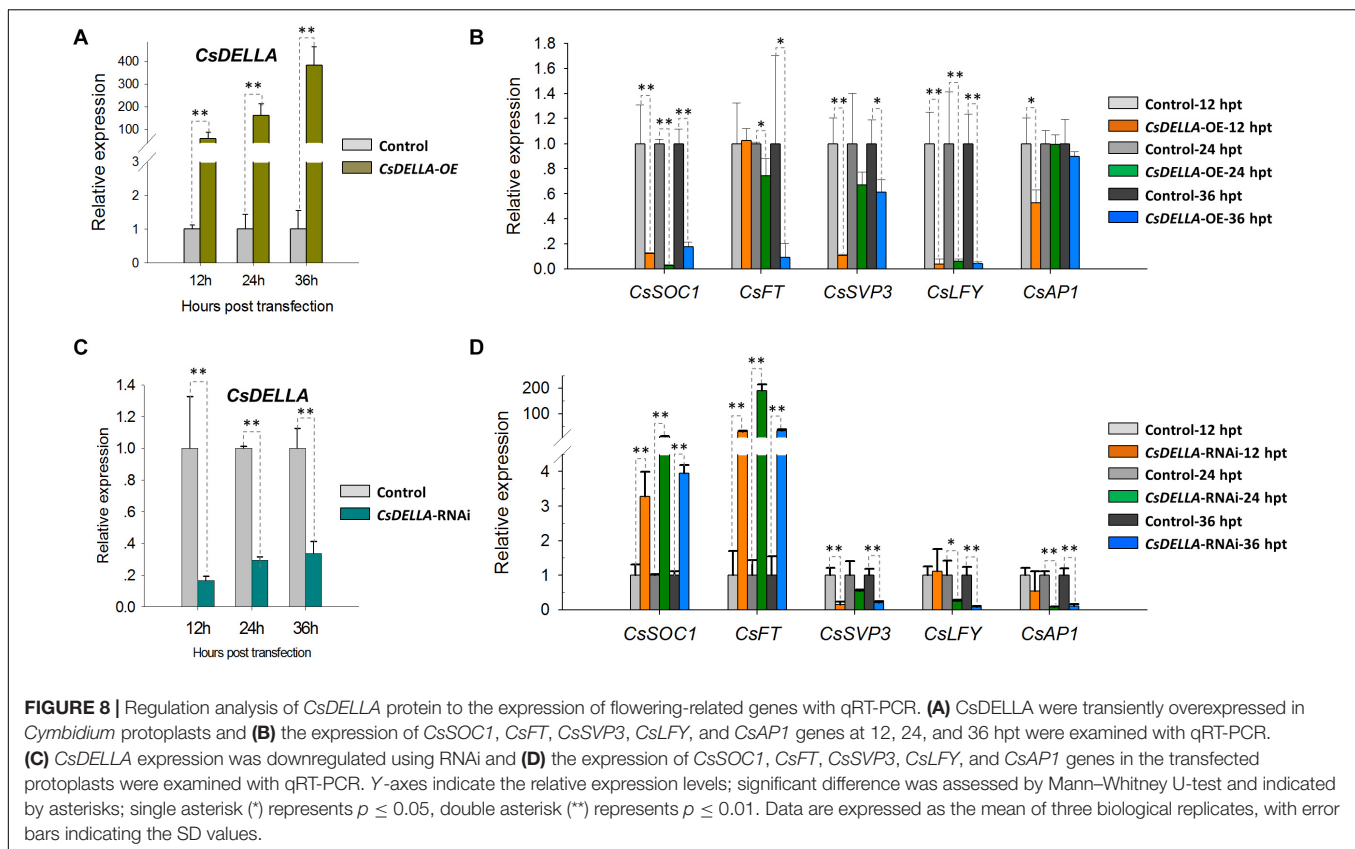 A
CsDELLA
**
**
**
400
300
200
100
3
2
1
0
Relative expression
12h
24h
36h
Hours post transfection
Control
CsDELLA-OE
B
1.8
1.6
1.4
1.2
1.0
.8
.6
.4
.2
0.0
Relative expression
** ** **
* *
** *
** ** **
*
CsSOC1 CsFT CsSVP3 CsLFY CsAP1
Control-12 hpt
CsDELLA-OE-12 hpt
Control-24 hpt
CsDELLA-OE-24 hpt
Control-36 hpt
CsDELLA-OE-36 hpt
C
CsDELLA
**
**
**
1.4
1.2
1.0
.8
.6
.4
.2
0.0
Relative expression
12h
24h
36h
Hours post transfection
Control
CsDELLA-RNAi
D
200
100
4
3
2
1
0
Relative expression
** ** **
** ** **
** **
* **
** **
CsSOC1 CsFT CsSVP3 CsLFY CsAP1
Control-12 hpt
CsDELLA-RNAi-12 hpt
Control-24 hpt
CsDELLA-RNAi-24 hpt
Control-36 hpt
CsDELLA-RNAi-36 hpt
FIGURE 8 | Regulation analysis of CsDELLA protein to the expression of flowering-related genes with qRT-PCR. (A) CsDELLA were transiently overexpressed in
Cymbidium protoplasts and (B) the expression of CsSOC1, CsFT, CsSVP3, CsLFY, and CsAP1 genes at 12, 24, and 36 hpt were examined with qRT-PCR.
(C) CsDELLA expression was downregulated using RNAi and (D) the expression of CsSOC1, CsFT, CsSVP3, CsLFY, and CsAP1 genes in the transfected
protoplasts were examined with qRT-PCR. Y-axes indicate the relative expression levels; significant difference was assessed by Mann–Whitney U-test and indicated
by asterisks; single asterisk (*) represents p ≤ 0.05, double asterisk (**) represents p ≤ 0.01. Data are expressed as the mean of three biological replicates, with error
bars indicating the SD values.